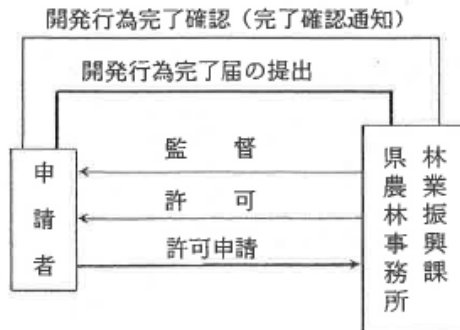 開発行為完了確認（完了確認通知）
開発行為完了届の提出
監　督
許　可
許可申請
申請者
林業振興課
県農林事務所